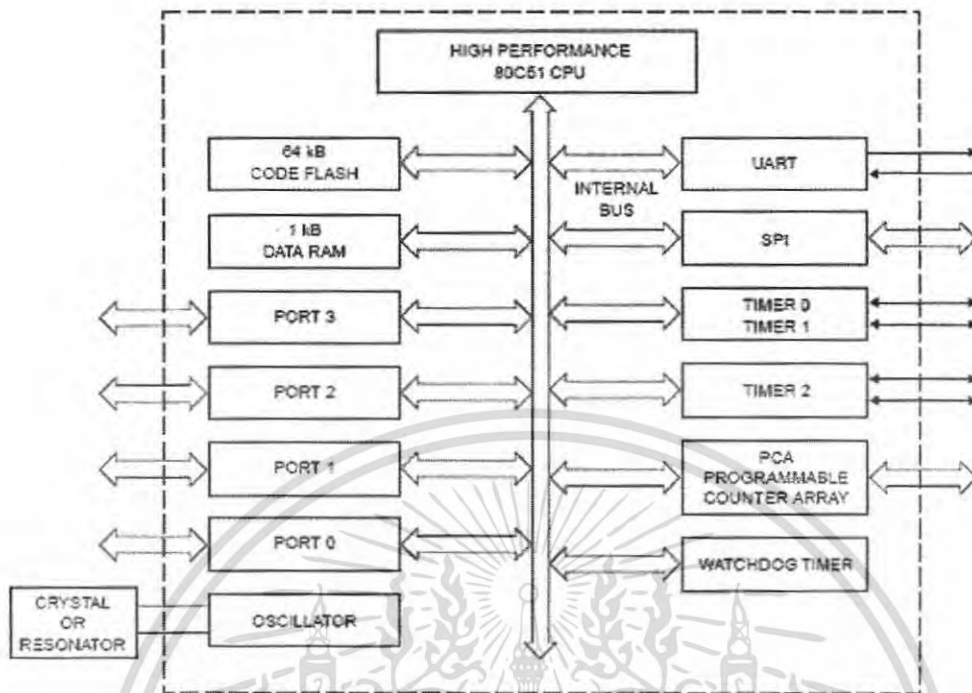 HIGH PERFORMANCE
80C51 CPU
64 kB
CODE FLASH
1 kB
DATA RAM
PORT 3
PORT 2
PORT 1
PORT 0
OSCILLATOR
CRYSTAL
OR
RESONATOR
INTERNAL
BUS
UART
SPI
TIMER 0
TIMER 1
TIMER 2
PCA
PROGRAMMABLE
COUNTER ARRAY
WATCHDOG TIMER